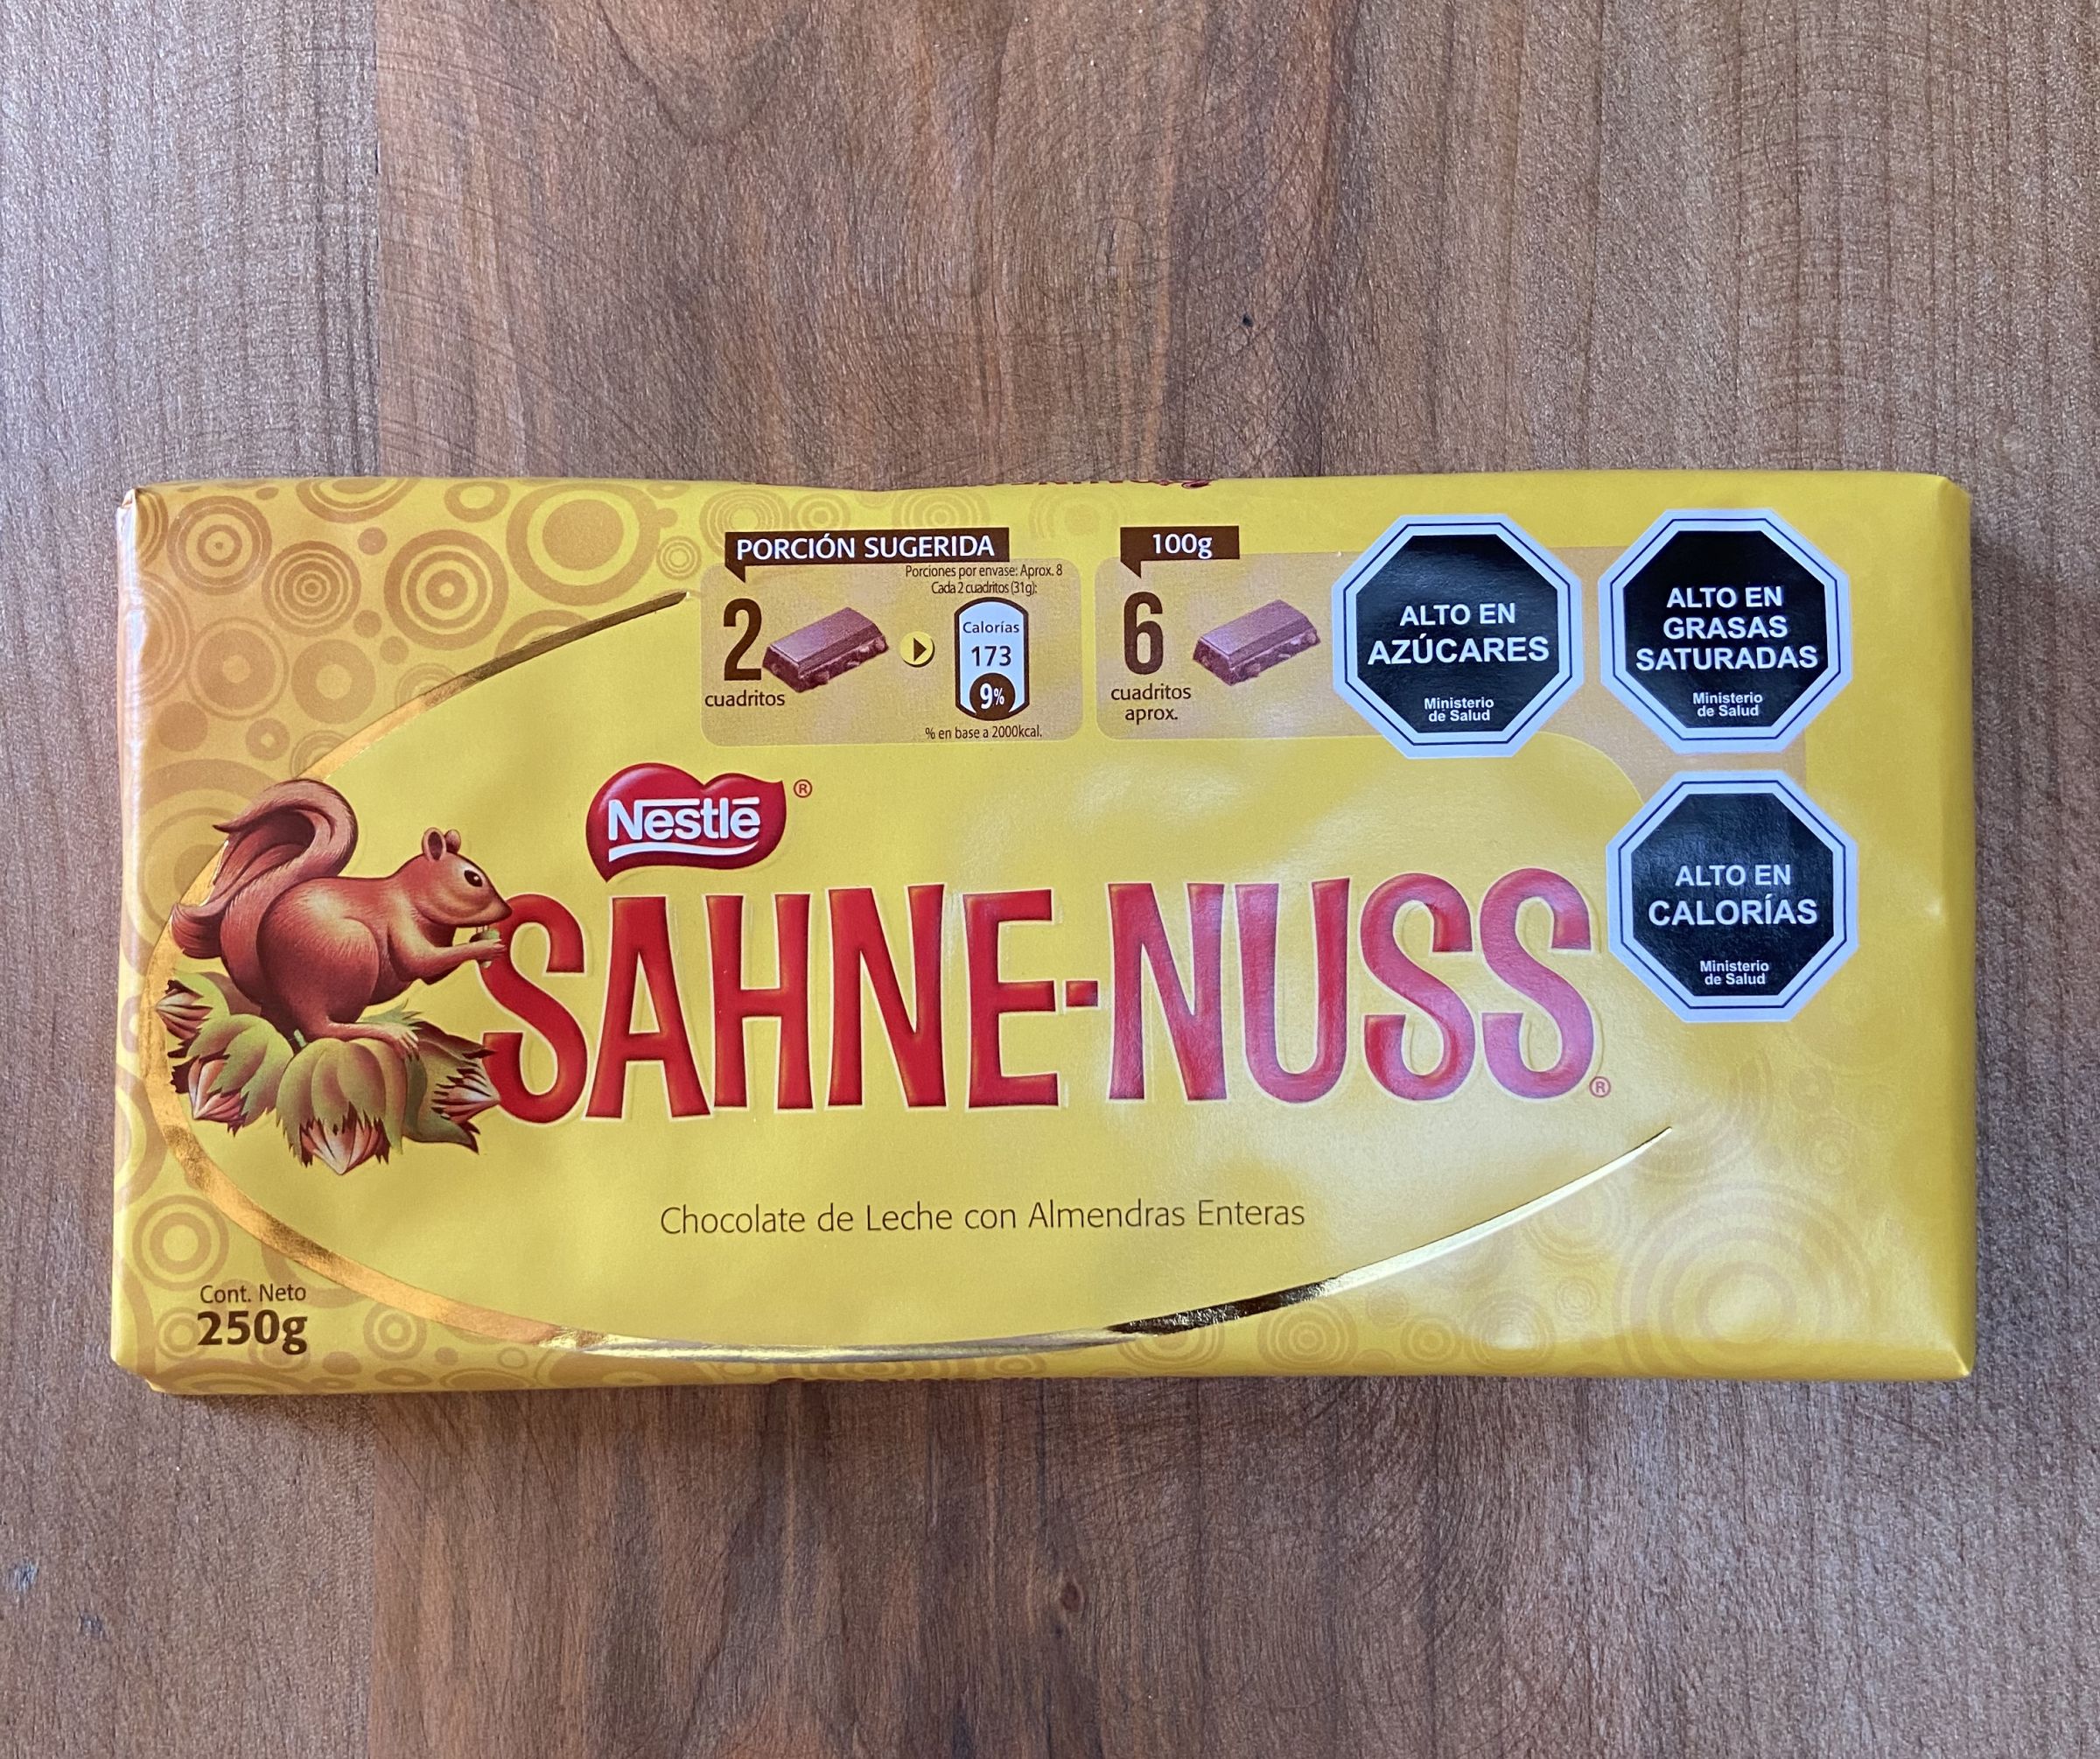 PORCIÓN SUGERIDA
Porciones por envase: Aprox. 8
Cada 2 cuadritos (31g):
2
cuadritos
Calorías
173
9%
% en base a 2000kcal.
100g
6
cuadritos
aprox.
ALTO EN
AZÚCARES
Ministerio
de Salud
ALTO EN
GRASAS
SATURADAS
Ministerio
de Salud
ALTO EN
CALORÍAS
Ministerio
de Salud
Nestlé®
SAHNE-NUSS®
Chocolate de Leche con Almendras Enteras
Cont. Neto
250g